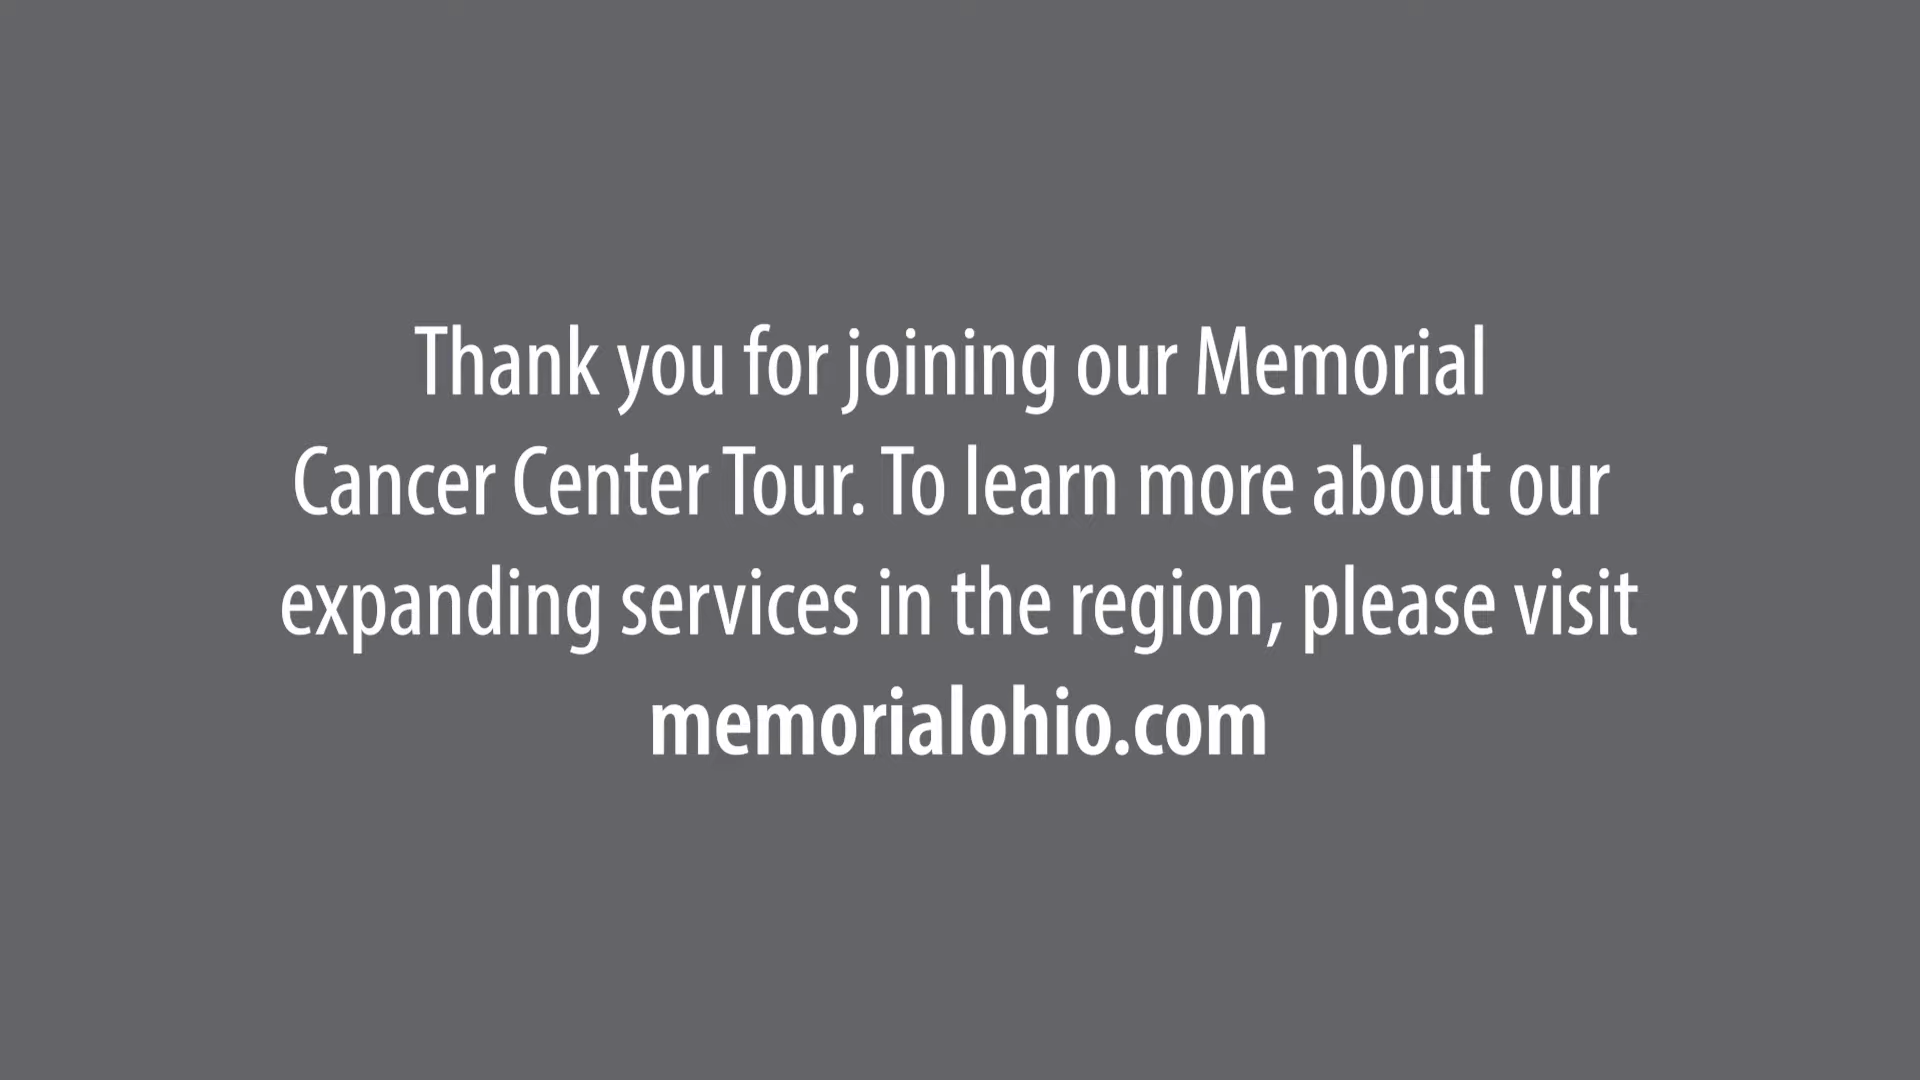 Thank you for joining our Memorial
Cancer Center Tour. To learn more about our
expanding services in the region, please visit
memorialohio.com